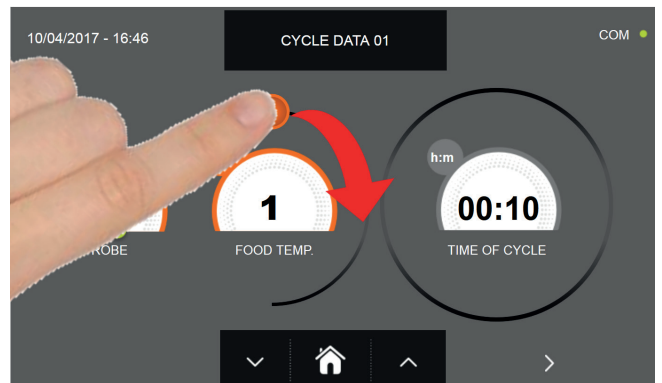 10/04/2017 - 16:46
CYCLE DATA 01
COM
h:m
1
00:10
FOOD TEMP.
TIME OF CYCLE